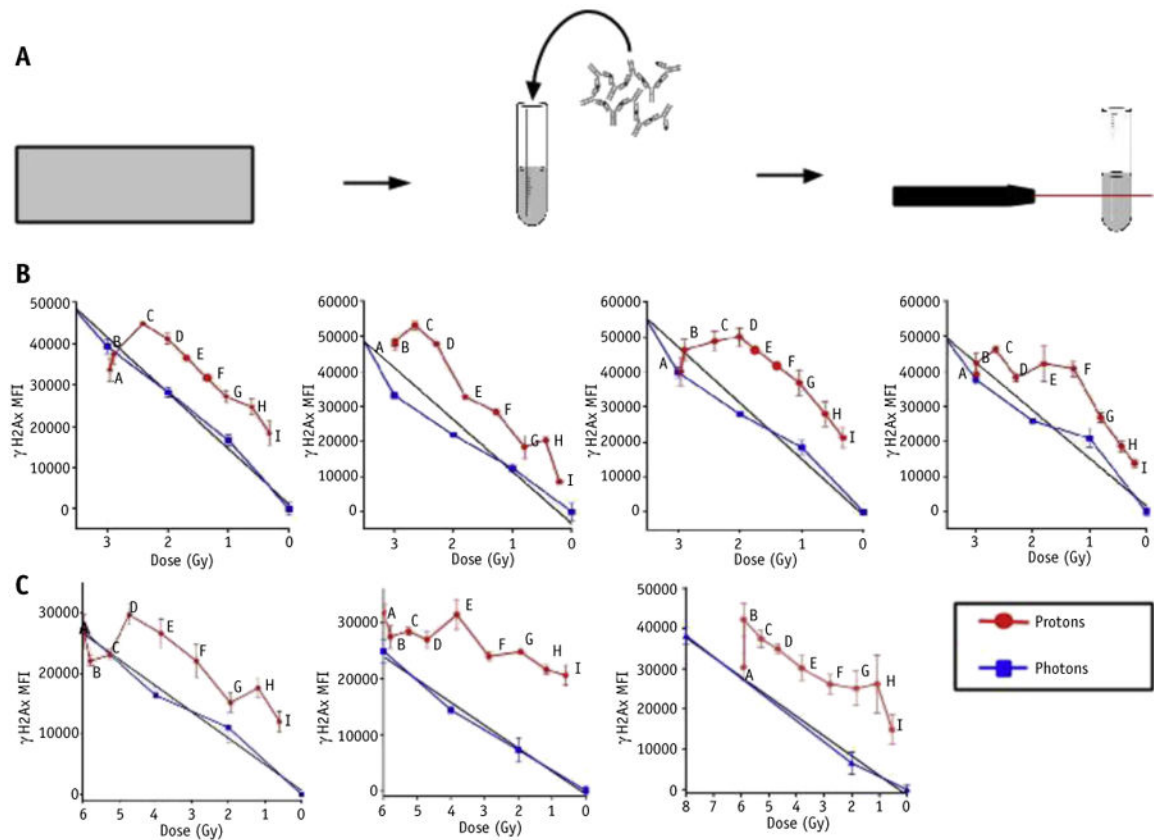 A
B
γH2Ax MFI
50000
40000
30000
20000
10000
0
A
B
C
D
E
F
G
H
I
3
2
1
0
Dose (Gy)
60000
50000
40000
30000
20000
10000
0
A
B
C
D
E
F
G
H
I
3
2
1
0
Dose (Gy)
γH2Ax MFI
60000
50000
40000
30000
20000
10000
0
A
B
C
D
E
F
G
H
I
3
2
1
0
Dose (Gy)
γH2Ax MFI
60000
50000
40000
30000
20000
10000
0
A
B
C
D
E
F
G
H
I
3
2
1
0
Dose (Gy)
C
γH2Ax MFI
30000
20000
10000
0
A
B
C
D
E
F
G
H
I
6
5
4
3
2
1
0
Dose (Gy)
γH2Ax MFI
30000
20000
10000
0
A
B
C
D
E
F
G
H
I
6
5
4
3
2
1
0
Dose (Gy)
γH2Ax MFI
50000
40000
30000
20000
10000
0
A
B
C
D
E
F
G
H
I
8
7
6
5
4
3
2
1
0
Dose (Gy)
Protons
Photons